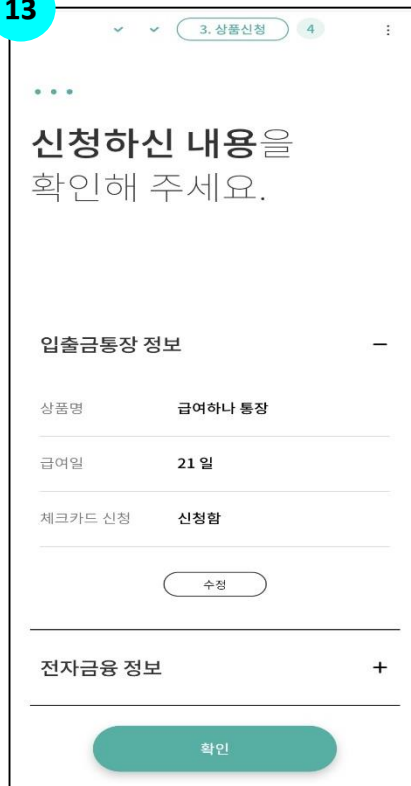 13
3. 상품신청 4
신청하신 내용을
확인해 주세요.
입출금통장 정보
상품명 급여하나 통장
급여일 21 일
체크카드 신청 신청함
수정
전자금융 정보
확인